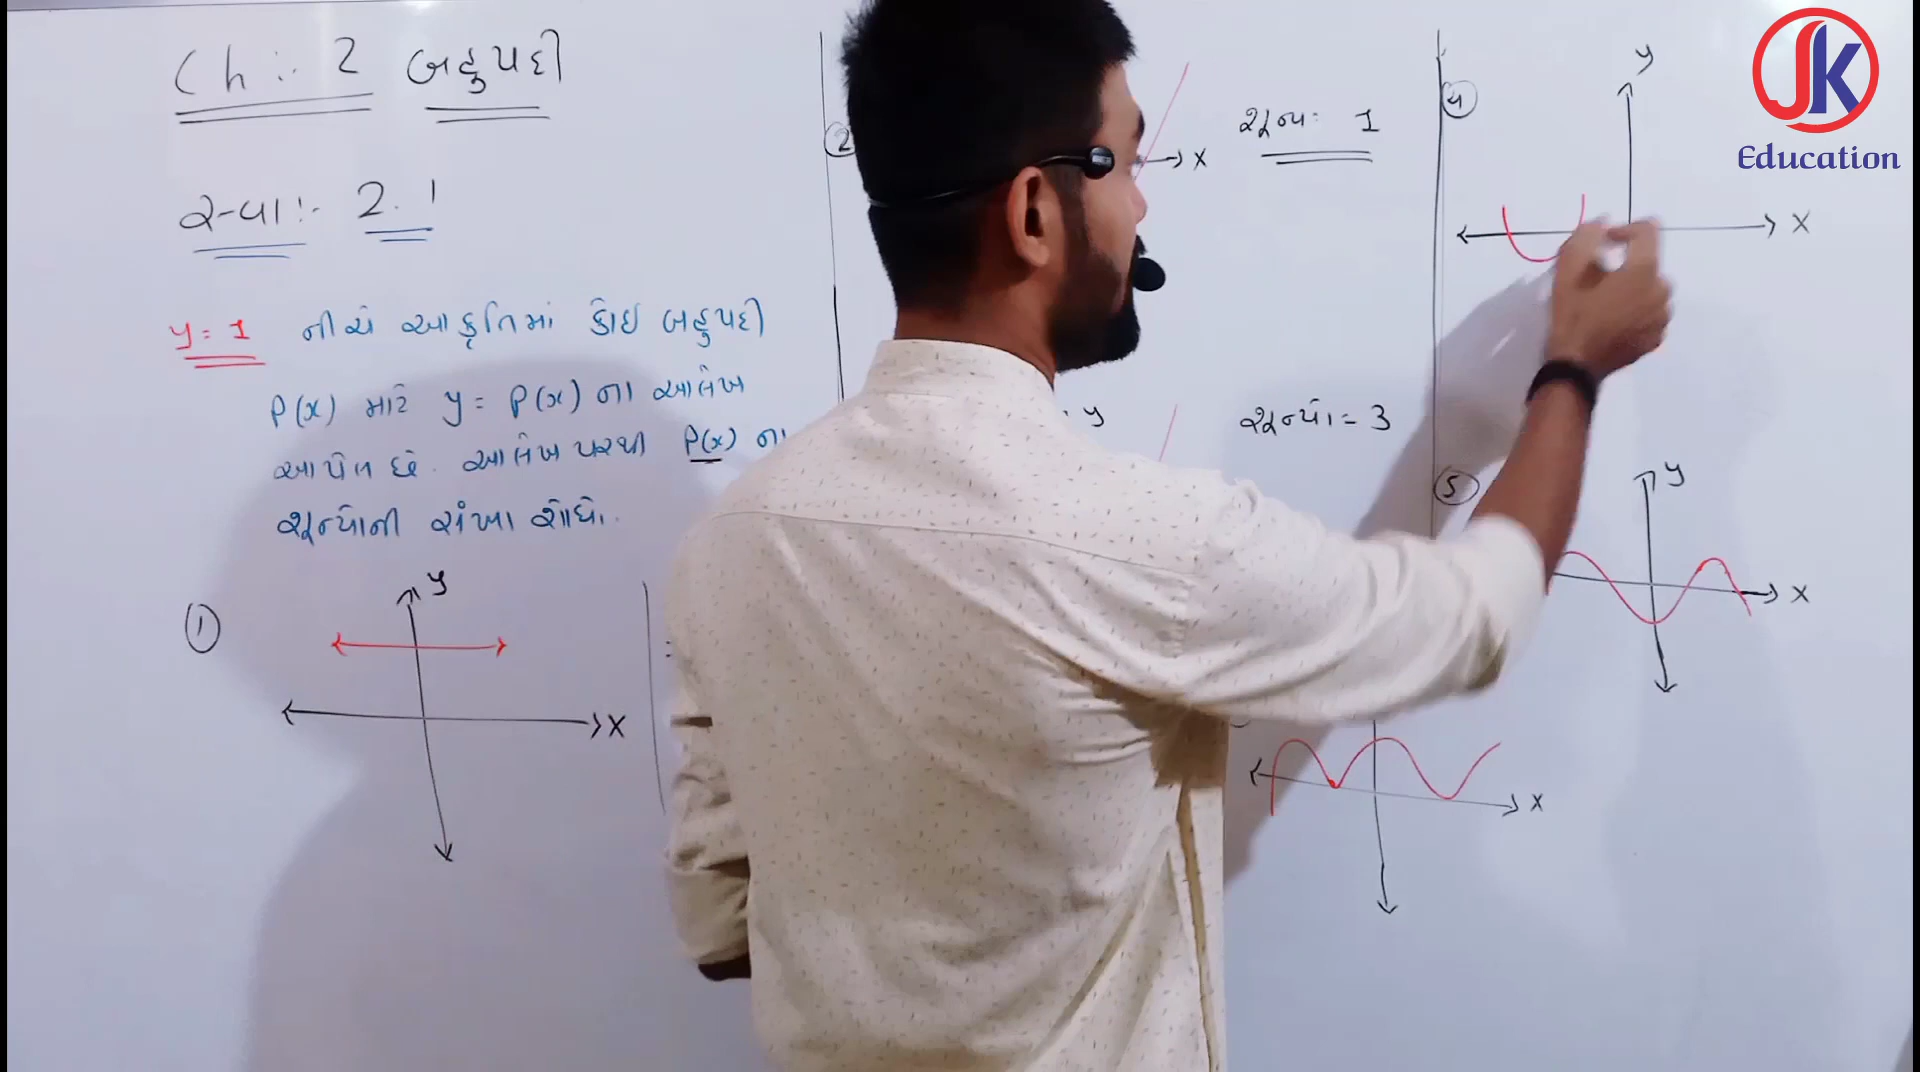 Ch :- 2 બહુપદી
સ્વા :- 2.1
પ્ર= 1 નીચે આકૃતિમાં કોઇ બહુપદી
P(x) માટે y = P(x) ના આલેખ
આપેલ છે. આલેખ પરથી P(x) ના
શૂન્યોની સંખ્યા શોધો.
①
y
X
②
X
શૂન્ય: 1
y
શૂન્યો = 3
X
④
y
X
⑤
y
X
JK
Education